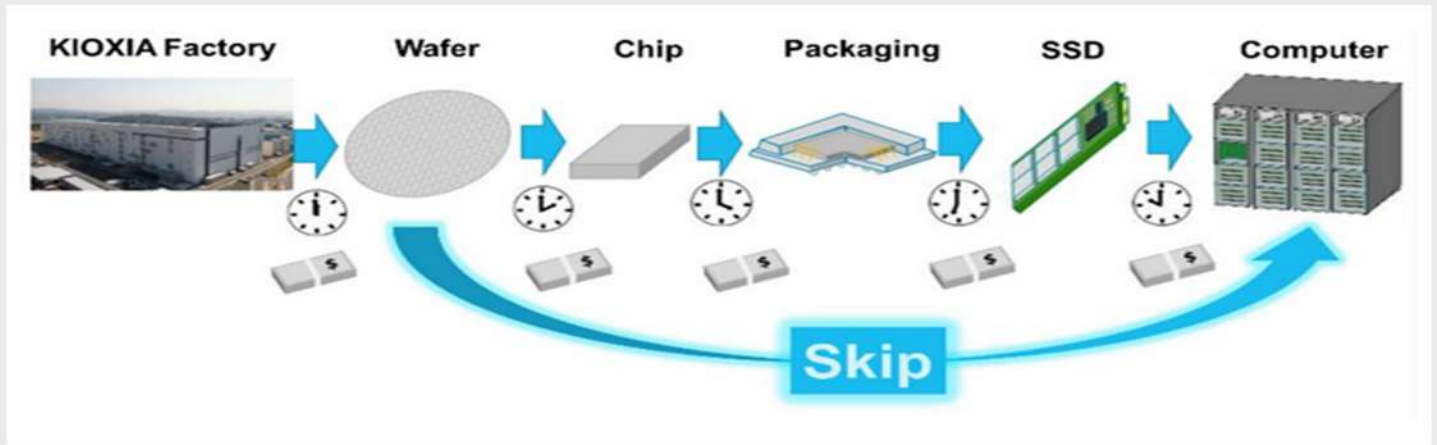 KIOXIA Factory
Wafer
Chip
Packaging
SSD
Computer
$
$
$
$
$
Skip